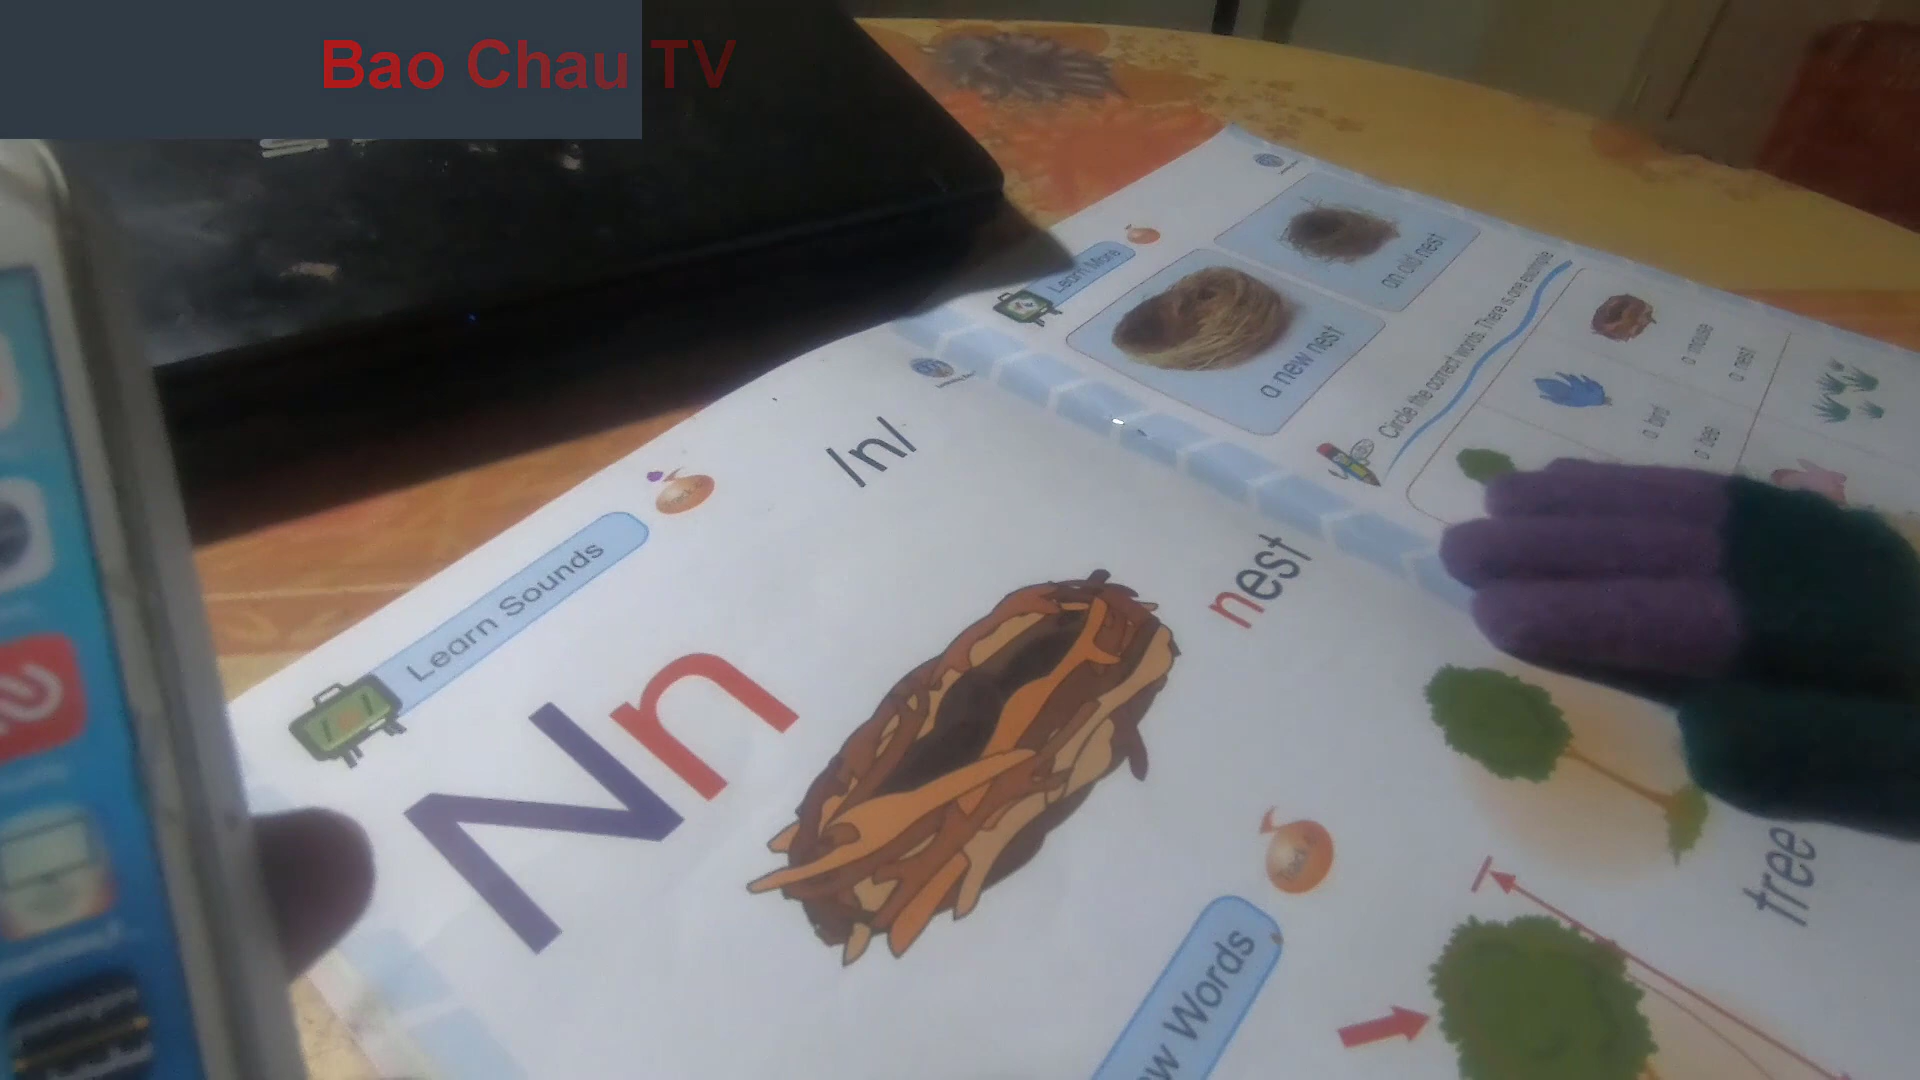 Bao Chau TV
Learn Sounds
/n/
Nn
nest
tree
Words
Learn More
a new nest
an old nest
Circle the correct words. There is one example.
a mouse
a nest
a bird
a bee